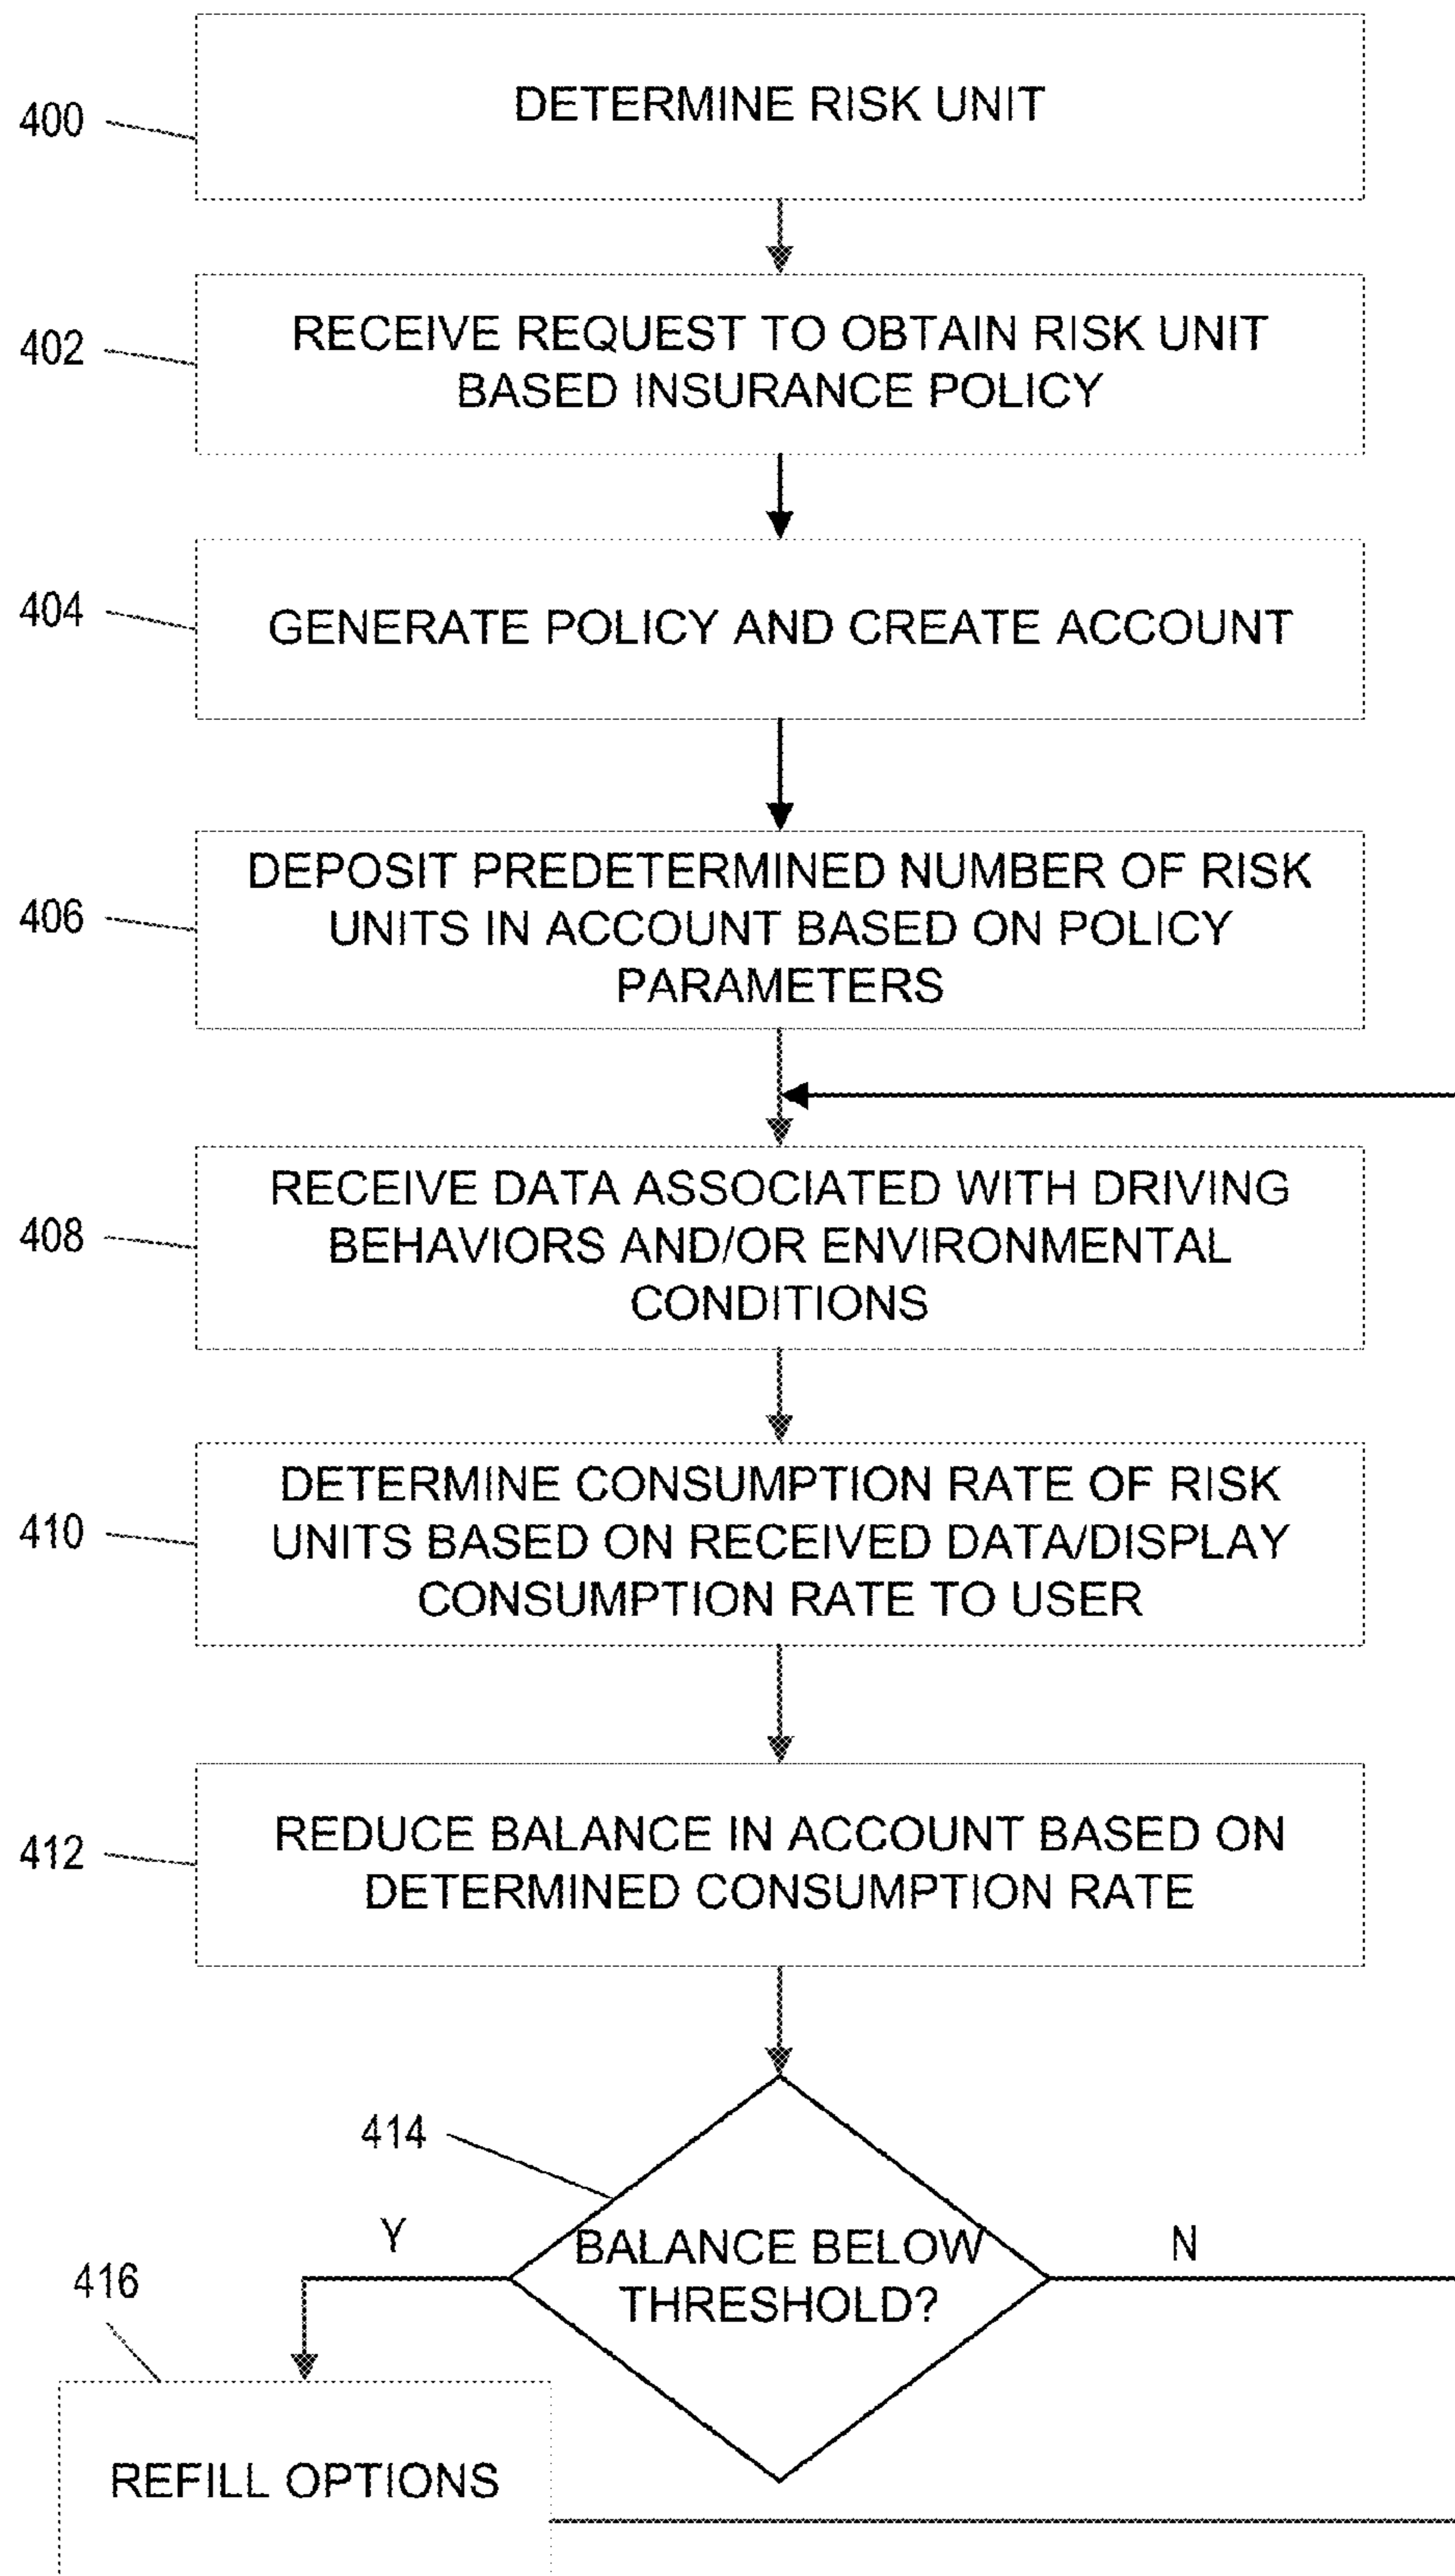 400
DETERMINE RISK UNIT
402
RECEIVE REQUEST TO OBTAIN RISK UNIT
BASED INSURANCE POLICY
404
GENERATE POLICY AND CREATE ACCOUNT
406
DEPOSIT PREDETERMINED NUMBER OF RISK
UNITS IN ACCOUNT BASED ON POLICY
PARAMETERS
408
RECEIVE DATA ASSOCIATED WITH DRIVING
BEHAVIORS AND/OR ENVIRONMENTAL
CONDITIONS
410
DETERMINE CONSUMPTION RATE OF RISK
UNITS BASED ON RECEIVED DATA/DISPLAY
CONSUMPTION RATE TO USER
412
REDUCE BALANCE IN ACCOUNT BASED ON
DETERMINED CONSUMPTION RATE
414
Y
BALANCE BELOW
THRESHOLD?
N
416
REFILL OPTIONS